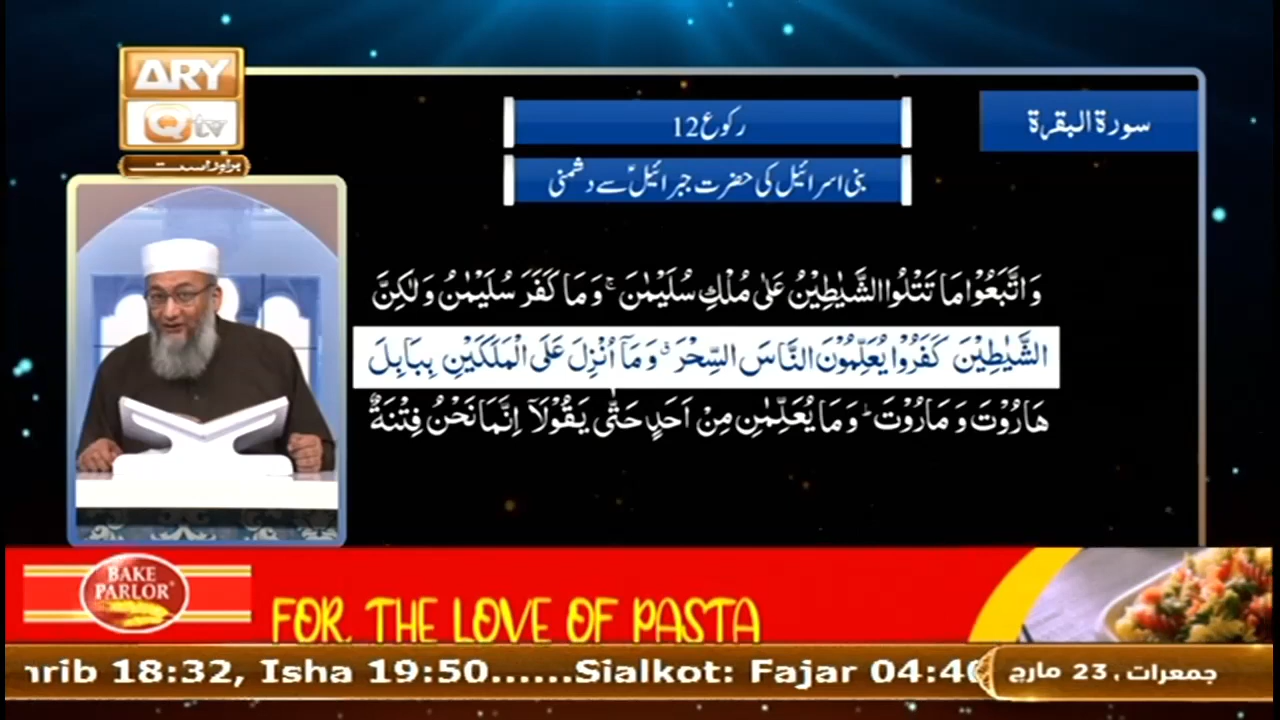 ARY
Qtv
براہ راست
سورۃ البقرۃ
رکوع 12
بنی اسرائیل کی حضرت جبرائیلؑ سے دشمنی
وَاتَّبَعُوْا مَا تَتْلُوا الشَّيٰطِيْنُ عَلٰى مُلْكِ سُلَيْمٰنَ ۚ وَمَا كَفَرَ سُلَيْمٰنُ وَلٰكِنَّ
الشَّيٰطِيْنَ كَفَرُوْا يُعَلِّمُوْنَ النَّاسَ السِّحْرَ ۗ وَمَآ اُنْزِلَ عَلَى الْمَلَكَيْنِ بِبَابِلَ
هَارُوْتَ وَمَارُوْتَ ؕ وَمَا يُعَلِّمٰنِ مِنْ اَحَدٍ حَتّٰى يَقُوْلَآ اِنَّمَا نَحْنُ فِتْنَةٌ
BAKE
PARLOR
FOR THE LOVE OF PASTA
rib 18:32, Isha 19:50......Sialkot: Fajar 04:4
جمعرات، 23 مارچ